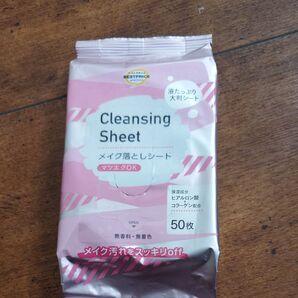 BESTPRICE
液たっぷり
大判シート
Cleansing
Sheet
メイク落としシート
マツエクOK
保湿成分
ヒアルロン酸
コラーゲン配合
50枚
OPEN
無香料・無着色
メイク汚れをスッキリoff